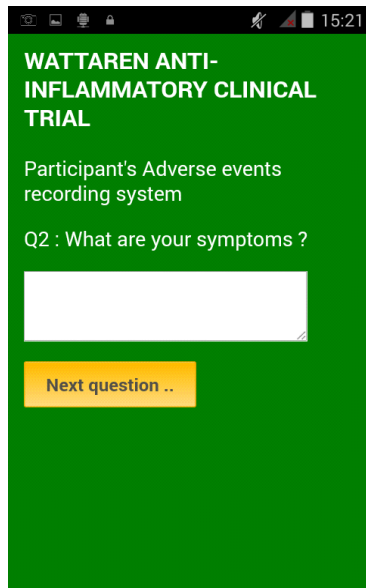 15:21
WATTAREN ANTI-
INFLAMMATORY CLINICAL
TRIAL
Participant's Adverse events
recording system
Q2 : What are your symptoms ?
Next question ..